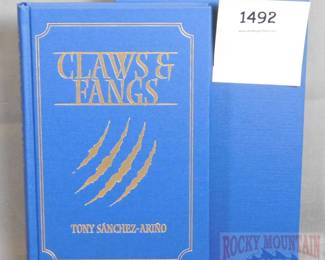 1492
CLAWS &
FANGS
TONY SÁNCHEZ-ARIÑO
ROCKY MOUNTAIN